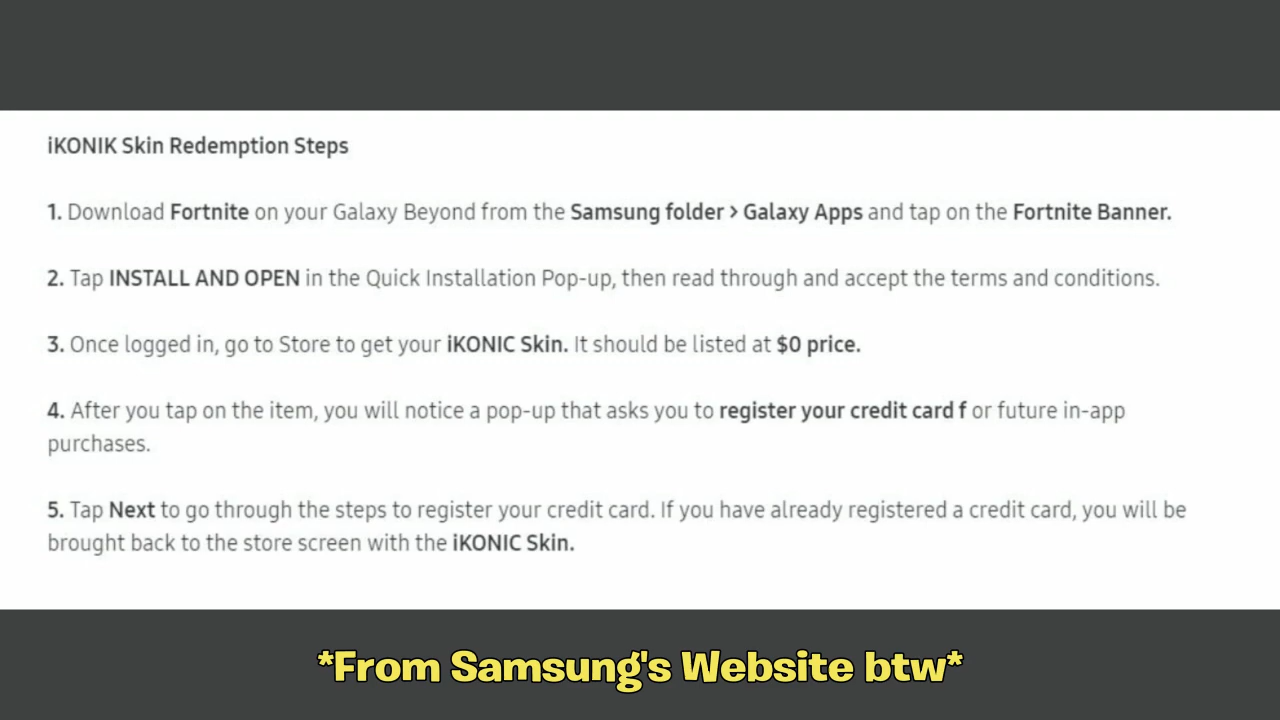 iKONIK Skin Redemption Steps
1. Download Fortnite on your Galaxy Beyond from the Samsung folder > Galaxy Apps and tap on the Fortnite Banner.
2. Tap INSTALL AND OPEN in the Quick Installation Pop-up, then read through and accept the terms and conditions.
3. Once logged in, go to Store to get your iKONIC Skin. It should be listed at $0 price.
4. After you tap on the item, you will notice a pop-up that asks you to register your credit card f or future in-app
purchases.
5. Tap Next to go through the steps to register your credit card. If you have already registered a credit card, you will be
brought back to the store screen with the iKONIC Skin.
*From Samsung's Website btw*